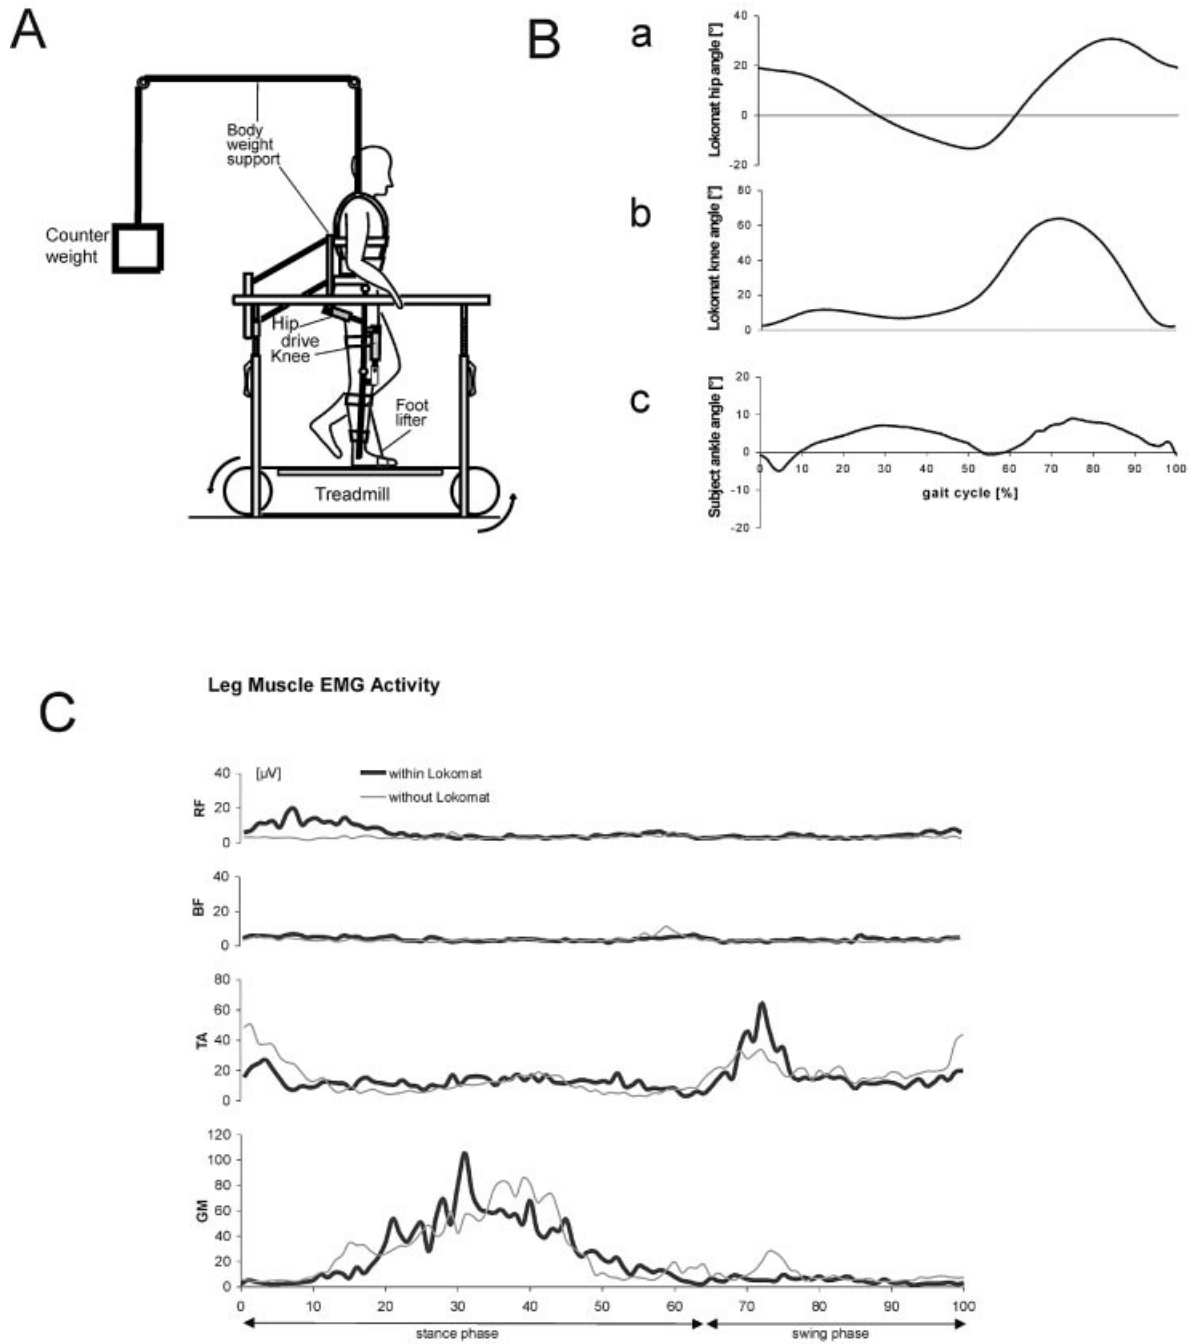 A
Body
weight
support
Counter
weight
Hip
drive
Knee
Foot
lifter
Treadmill
B
a
Lokomat hip angle [°]
40
20
0
-20
b
Lokomat knee angle [°]
80
60
40
20
0
c
Subject ankle angle [°]
20
10
0
-10
-20
0 10 20 30 40 50 60 70 80 90 100
gait cycle [%]
C
Leg Muscle EMG Activity
[µV]
within Lokomat
without Lokomat
RF
40
20
0
BF
40
20
0
TA
80
60
40
20
0
GM
120
100
80
60
40
20
0
0 10 20 30 40 50 60 70 80 90 100
stance phase swing phase